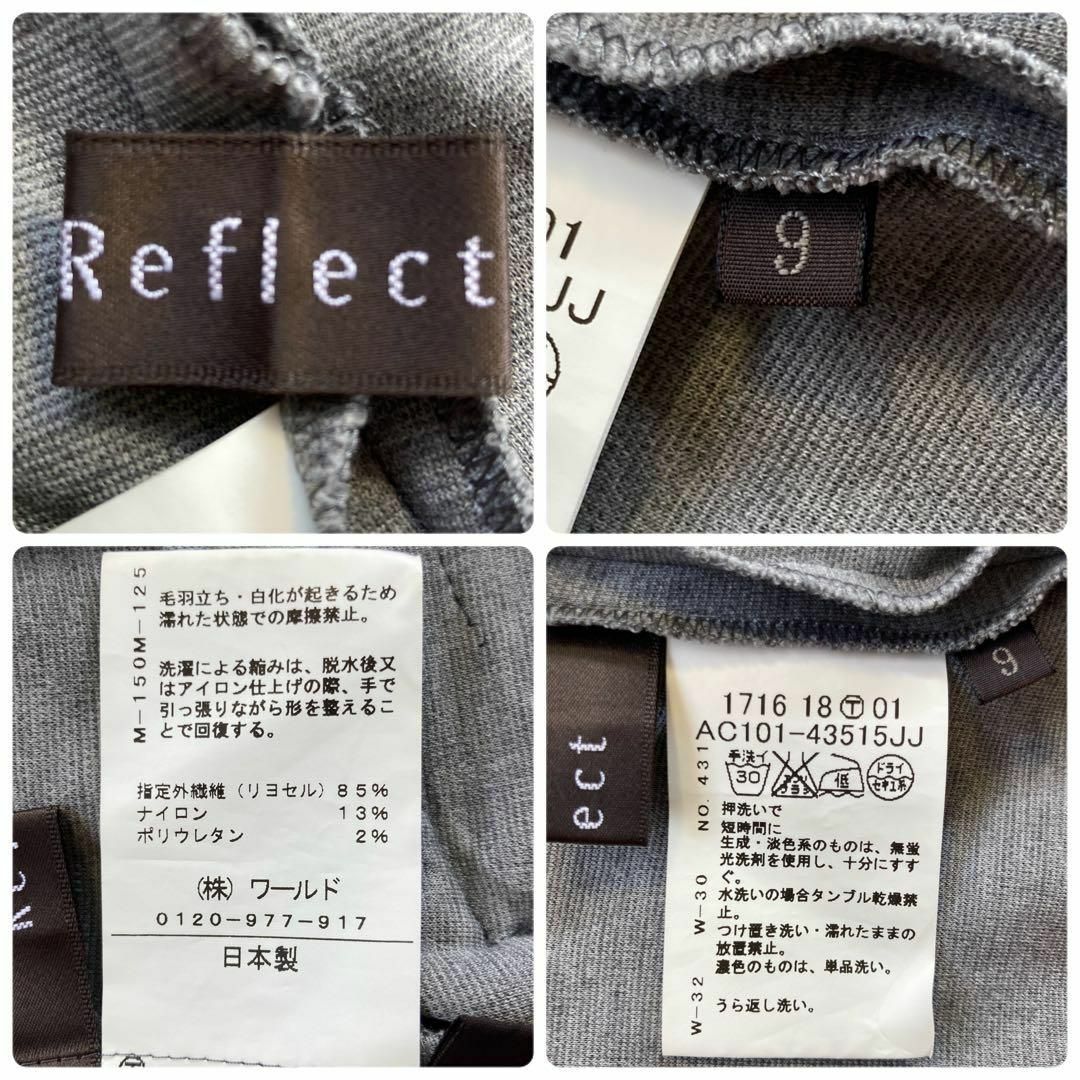 Reflect
01
JJ
9
M-150M-125
毛羽立ち・白化が起きるため
濡れた状態での摩擦禁止。
洗濯による縮みは、脱水後又
はアイロン仕上げの際、手で
引っ張りながら形を整えるこ
とで回復する。
指定外繊維(リヨセル)85%
ナイロン 13%
ポリウレタン 2%
(株)ワールド
0120-977-917
日本製
ect
9
1716 18Ⓣ01
AC101-43515JJ
手洗イ
30
エンソサラシ
低
ドライ
セキユ系
W-32 W-30 NO. 431
押洗いで
短時間に
生成・淡色系のものは、無蛍
光洗剤を使用し、十分にすす
ぐ。
水洗いの場合タンブル乾燥禁
止。
つけ置き洗い・濡れたままの
放置禁止。
濃色のものは、単品洗い。
うら返し洗い。